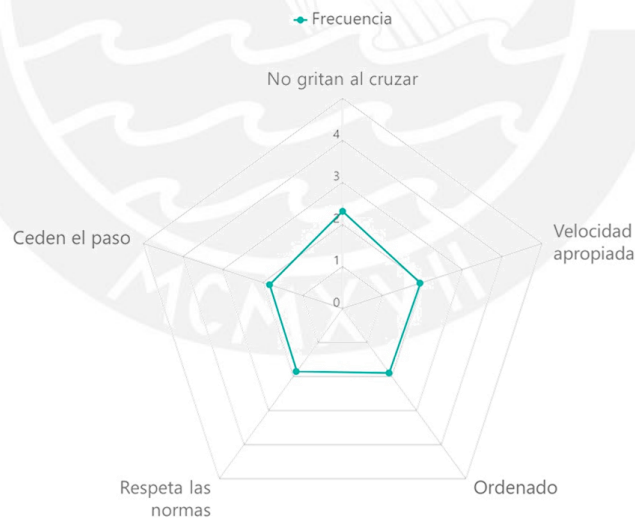 Frecuencia
No gritan al cruzar
4
3
2
1
0
Velocidad
apropiada
Ceden el paso
Ordenado
Respeta las
normas
MCMXVII